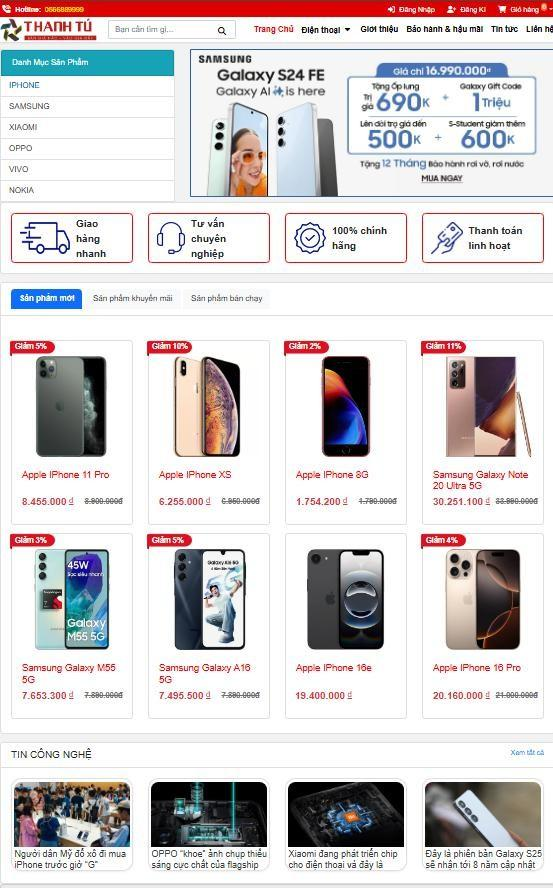 Hotline: 0566889999
Đăng Nhập
Đăng Kí
Giỏ hàng 0
THANH TÚ
Bạn cần tìm gì...
Trang Chủ
Điện thoại
Giới thiệu
Bảo hành & hậu mãi
Tin tức
Liên hệ
Danh Mục Sản Phẩm
IPHONE
SAMSUNG
XIAOMI
OPPO
VIVO
NOKIA
SAMSUNG
Galaxy S24 FE
Galaxy AI is here
Giá chỉ 16.990.000đ
Tặng Ốp lưng
Trị giá 690K
+
Galaxy Gift Code
1 Triệu
Lên đời trợ giá đến
500K
+
S-Student giảm thêm
600K
Tặng 12 Tháng Bảo hành rơi vỡ, rơi nước
MUA NGAY
Giao
hàng
nhanh
Tư vấn
chuyên
nghiệp
100% chính
hãng
Thanh toán
linh hoạt
Sản phẩm mới
Sản phẩm khuyến mãi
Sản phẩm bán chạy
Giảm 5%
Giảm 10%
Giảm 2%
Giảm 11%
Apple IPhone 11 Pro
8.455.000 ₫ 8.900.000đ
Apple IPhone XS
6.255.000 ₫ 6.950.000đ
Apple IPhone 8G
1.754.200 ₫ 1.790.000đ
Samsung Galaxy Note
20 Ultra 5G
30.251.100 ₫ 33.990.000đ
Giảm 3%
Giảm 5%
Giảm 4%
45W
Sạc siêu nhanh
Galaxy
M55 5G
Galaxy A16 5G
Samsung Galaxy M55
5G
7.653.300 ₫ 7.890.000đ
Samsung Galaxy A16
5G
7.495.500 ₫ 7.890.000đ
Apple IPhone 16e
19.400.000 ₫
Apple IPhone 16 Pro
20.160.000 ₫ 21.000.000đ
TIN CÔNG NGHỆ
Xem tất cả
Người dân Mỹ đổ xô đi mua
iPhone trước giờ "G"
OPPO "khoe" ảnh chụp thiếu
sáng cực chất của flagship
Xiaomi đang phát triển chip
cho điện thoại và đây là
Đây là phiên bản Galaxy S25
sẽ nhận tới 8 năm cập nhật